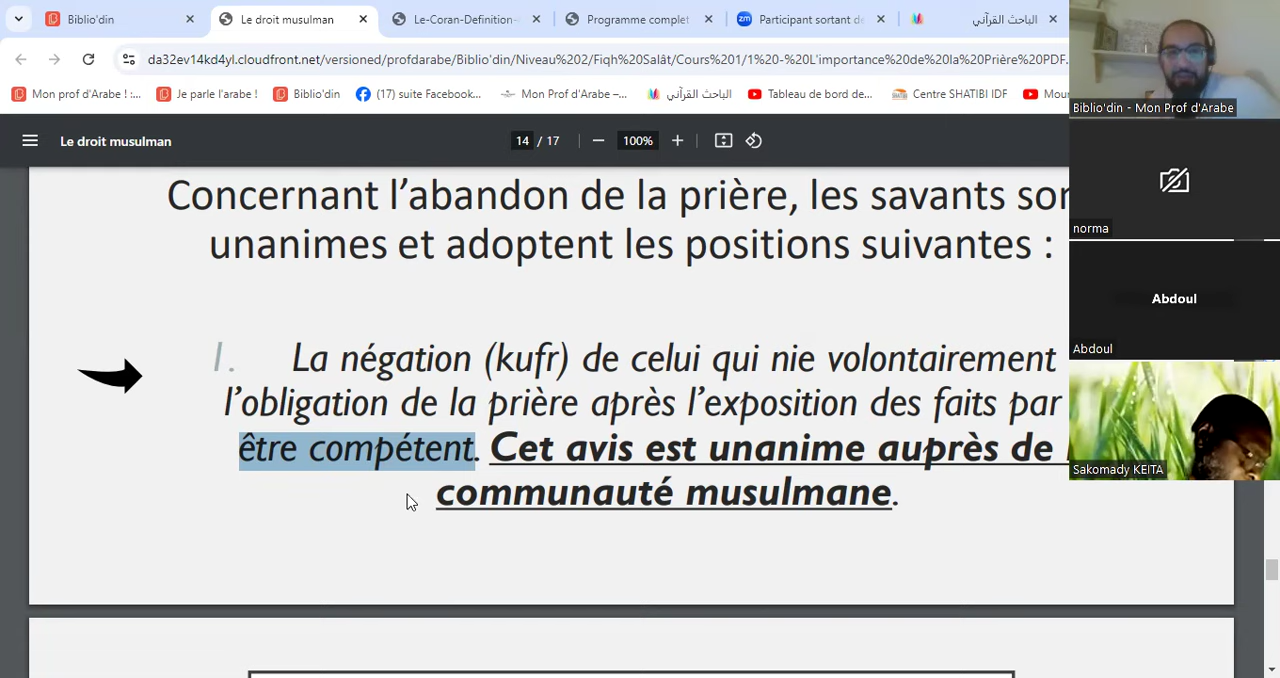 Biblio'din
Le droit musulman
Le-Coran-Definition-
Programme complet
Participant sortant de
الباحث القرآني
da32ev14kd4yl.cloudfront.net/versioned/profdarabe/Biblio'din/Niveau%202/Fiqh%20Salât/Cours%201/1%20-%20L'importance%20de%20la%20Prière%20PDF.
Mon prof d'Arabe ! :...
Je parle l'arabe !
Biblio'din
(17) suite Facebook...
Mon Prof d'Arabe –...
الباحث القرآني
Tableau de bord de...
Centre SHATIBI IDF
Mour
Le droit musulman
14 / 17
100%
Concernant l'abandon de la prière, les savants son
unanimes et adoptent les positions suivantes :
1. La négation (kufr) de celui qui nie volontairement
l'obligation de la prière après l'exposition des faits par
être compétent. Cet avis est unanime auprès de
communauté musulmane.
Biblio'din - Mon Prof d'Arabe
norma
Abdoul
Abdoul
Sakomady KEITA